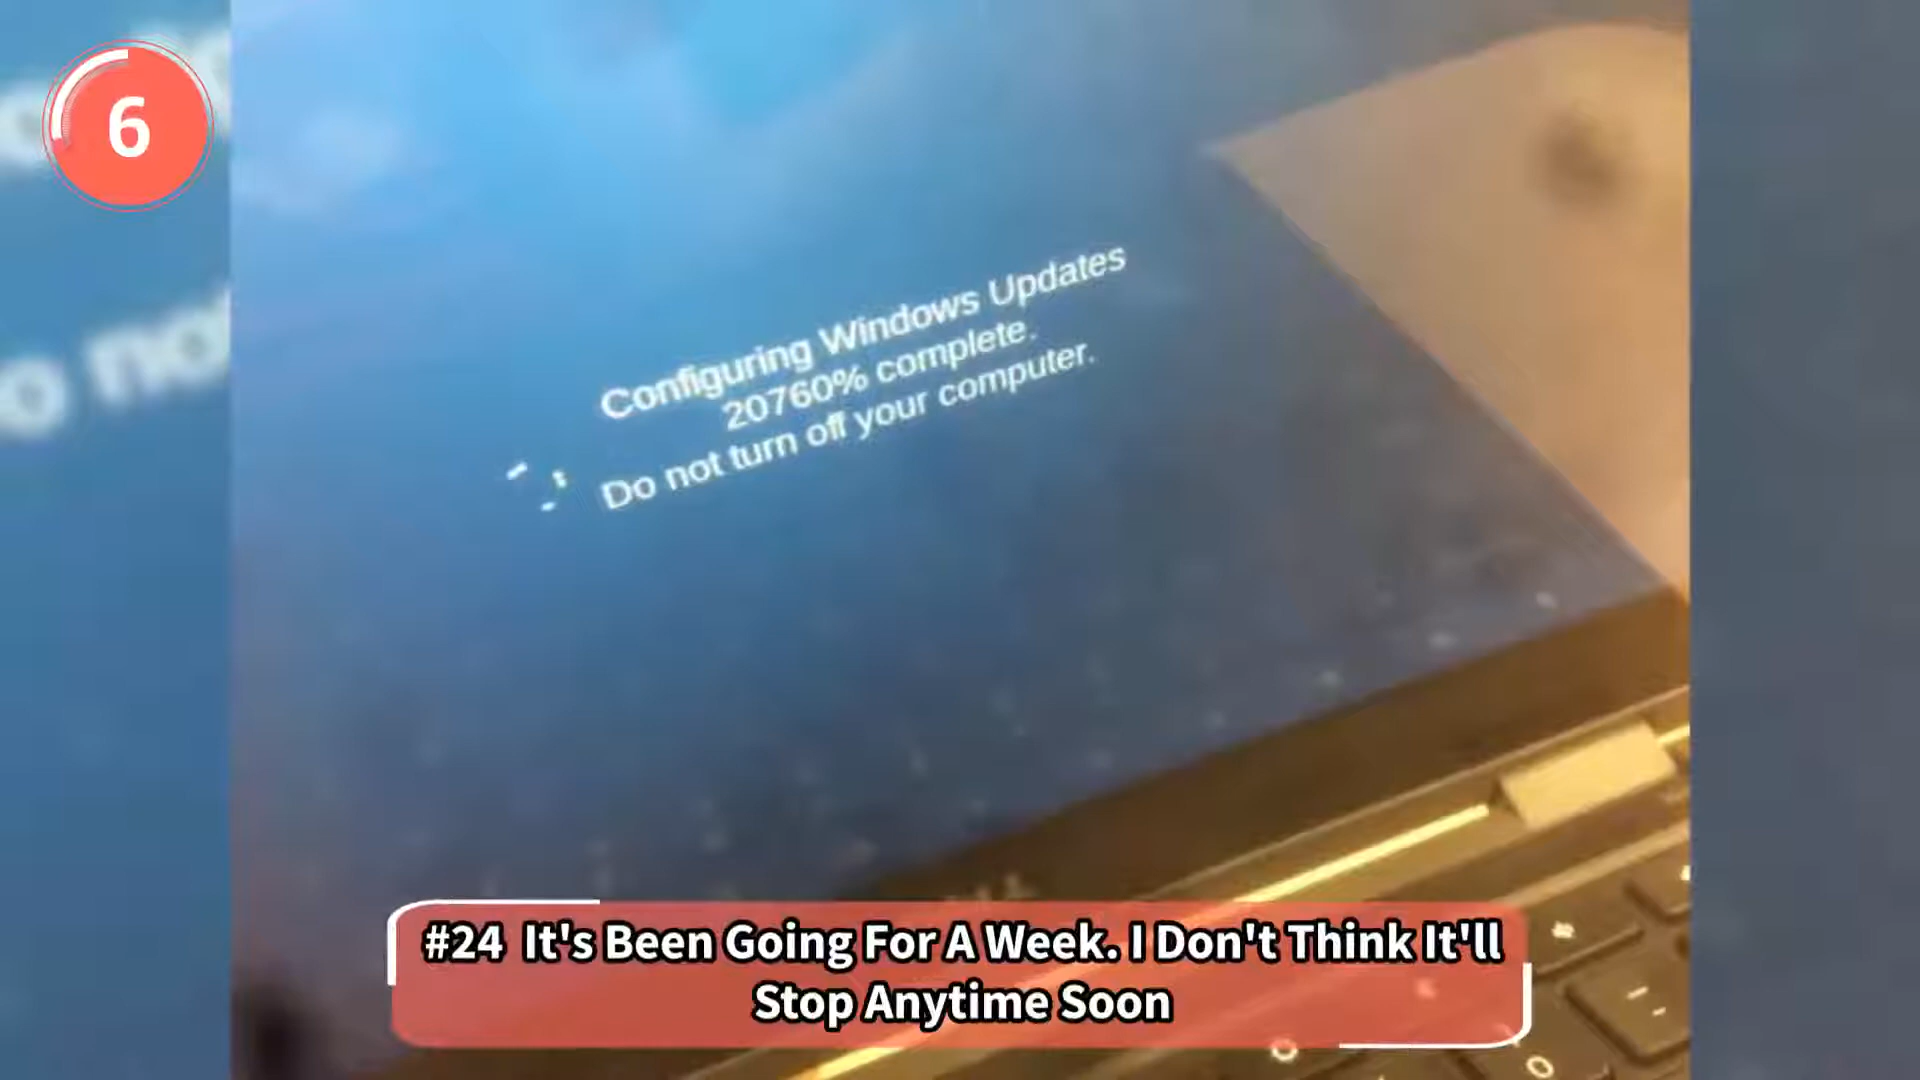 6
Configuring Windows Updates
20760% complete.
Do not turn off your computer.
#24 It's Been Going For A Week. I Don't Think It'll
Stop Anytime Soon